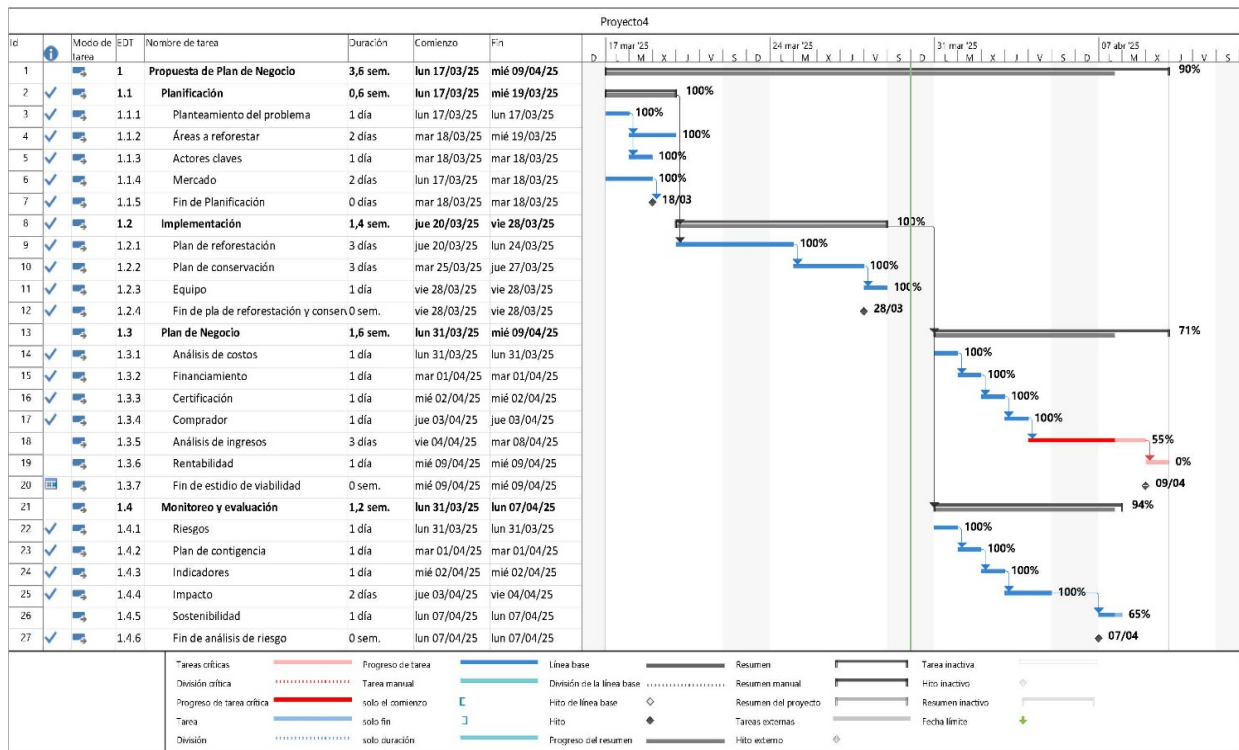 Proyecto4
Id Modo de tarea EDT Nombre de tarea Duración Comienzo Fin 17 mar '25 24 mar '25 31 mar '25 07 abr '25
D L M X J V S D L M X J V S D L M X J V S D L M X J V S
1 1 Propuesta de Plan de Negocio 3,6 sem. lun 17/03/25 mié 09/04/25 90%
2 1.1 Planificación 0,6 sem. lun 17/03/25 mié 19/03/25 100%
3 1.1.1 Planteamiento del problema 1 día lun 17/03/25 lun 17/03/25 100%
4 1.1.2 Áreas a reforestar 2 días mar 18/03/25 mié 19/03/25 100%
5 1.1.3 Actores claves 1 día mar 18/03/25 mar 18/03/25 100%
6 1.1.4 Mercado 2 días lun 17/03/25 mar 18/03/25 100%
7 1.1.5 Fin de Planificación 0 días mar 18/03/25 mar 18/03/25 18/03
8 1.2 Implementación 1,4 sem. jue 20/03/25 vie 28/03/25 100%
9 1.2.1 Plan de reforestación 3 días jue 20/03/25 lun 24/03/25 100%
10 1.2.2 Plan de conservación 3 días mar 25/03/25 jue 27/03/25 100%
11 1.2.3 Equipo 1 día vie 28/03/25 vie 28/03/25 100%
12 1.2.4 Fin de pla de reforestación y conserv 0 sem. vie 28/03/25 vie 28/03/25 28/03
13 1.3 Plan de Negocio 1,6 sem. lun 31/03/25 mié 09/04/25 71%
14 1.3.1 Análisis de costos 1 día lun 31/03/25 lun 31/03/25 100%
15 1.3.2 Financiamiento 1 día mar 01/04/25 mar 01/04/25 100%
16 1.3.3 Certificación 1 día mié 02/04/25 mié 02/04/25 100%
17 1.3.4 Comprador 1 día jue 03/04/25 jue 03/04/25 100%
18 1.3.5 Análisis de ingresos 3 días vie 04/04/25 mar 08/04/25 55%
19 1.3.6 Rentabilidad 1 día mié 09/04/25 mié 09/04/25 0%
20 1.3.7 Fin de estidio de viabilidad 0 sem. mié 09/04/25 mié 09/04/25 09/04
21 1.4 Monitoreo y evaluación 1,2 sem. lun 31/03/25 lun 07/04/25 94%
22 1.4.1 Riesgos 1 día lun 31/03/25 lun 31/03/25 100%
23 1.4.2 Plan de contigencia 1 día mar 01/04/25 mar 01/04/25 100%
24 1.4.3 Indicadores 1 día mié 02/04/25 mié 02/04/25 100%
25 1.4.4 Impacto 2 días jue 03/04/25 vie 04/04/25 100%
26 1.4.5 Sostenibilidad 1 día lun 07/04/25 lun 07/04/25 65%
27 1.4.6 Fin de análisis de riesgo 0 sem. lun 07/04/25 lun 07/04/25 07/04
Tareas críticas Progreso de tarea Línea base Resumen Tarea inactiva
División crítica Tarea manual División de la línea base Resumen manual Hito inactivo
Progreso de tarea crítica solo el comienzo Hito de línea base Resumen del proyecto Resumen inactivo
Tarea solo fin Hito Tareas externas Fecha límite
División solo duración Progreso del resumen Hito externo